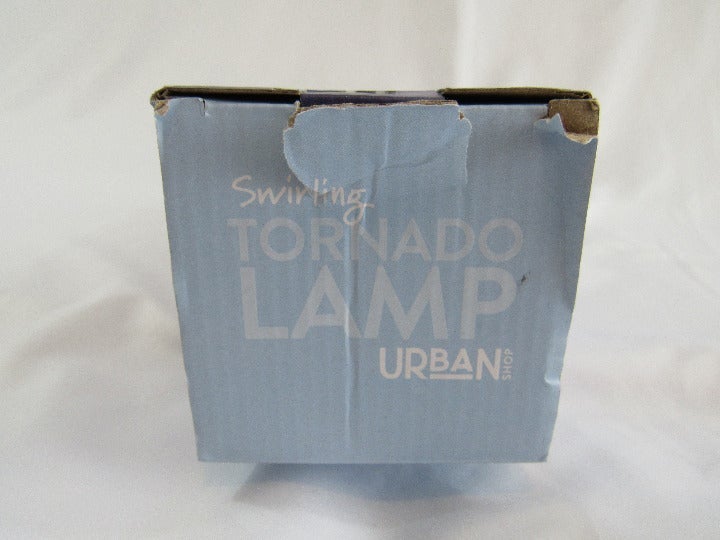 Swirling
TORNADO
LAMP
URBAN SHOP